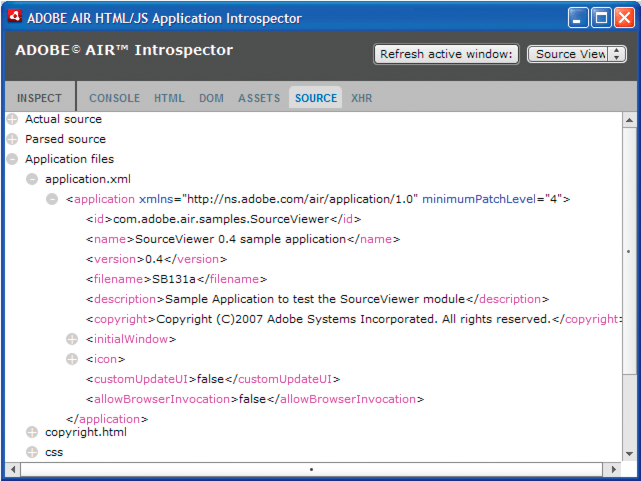 ADOBE AIR HTML/JS Application Introspector
ADOBE© AIR™ Introspector
Refresh active window:
Source View
INSPECT CONSOLE HTML DOM ASSETS SOURCE XHR
Actual source
Parsed source
Application files
application.xml
<application xmlns="http://ns.adobe.com/air/application/1.0" minimumPatchLevel="4">
<id>com.adobe.air.samples.SourceViewer</id>
<name>SourceViewer 0.4 sample application</name>
<version>0.4</version>
<filename>SB131a</filename>
<description>Sample Application to test the SourceViewer module</description>
<copyright>Copyright (C)2007 Adobe Systems Incorporated. All rights reserved.</copyright>
<initialWindow>
<icon>
<customUpdateUI>false</customUpdateUI>
<allowBrowserInvocation>false</allowBrowserInvocation>
</application>
copyright.html
css